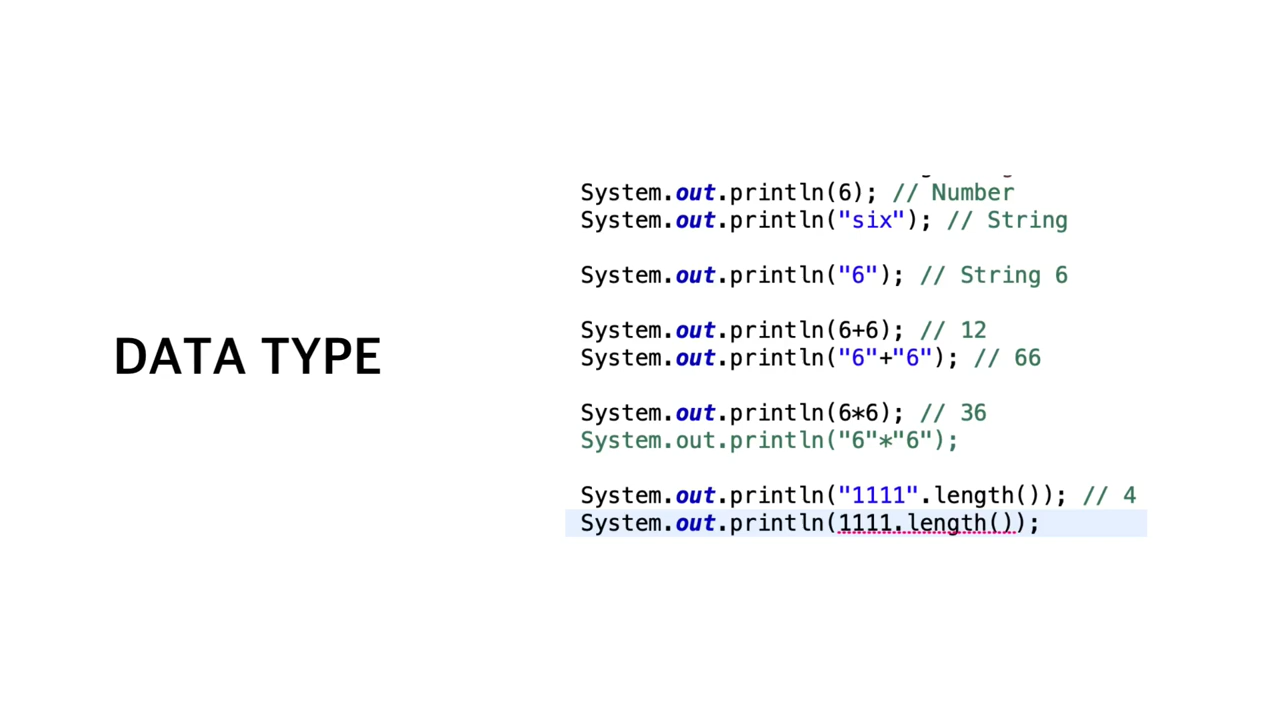 DATA TYPE
System.out.println(6); // Number
System.out.println("six"); // String
System.out.println("6"); // String 6
System.out.println(6+6); // 12
System.out.println("6"+"6"); // 66
System.out.println(6*6); // 36
System.out.println("6"*"6");
System.out.println("1111".length()); // 4
System.out.println(1111.length());